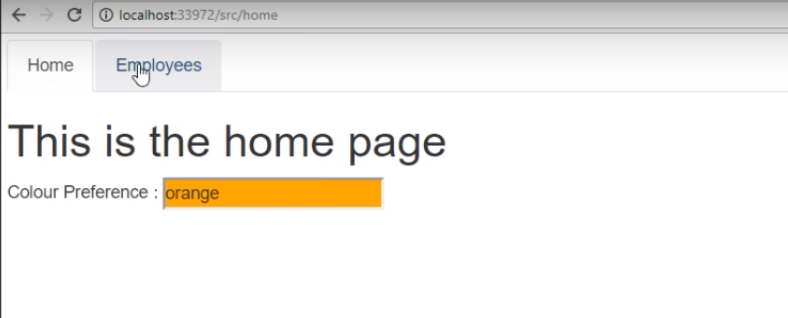 localhost:33972/src/home
Home Employees
This is the home page
Colour Preference : orange